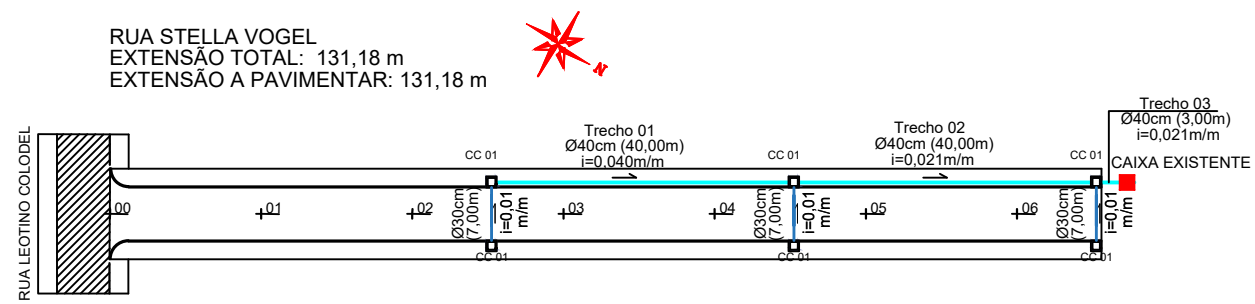 RUA STELLA VOGEL
EXTENSÃO TOTAL: 131,18 m
EXTENSÃO A PAVIMENTAR: 131,18 m
N
RUA LEOTINO COLODEL
Trecho 01
Ø40cm (40,00m)
i=0,040m/m
Trecho 02
Ø40cm (40,00m)
i=0,021m/m
Trecho 03
Ø40cm (3,00m)
i=0,021m/m
CAIXA EXISTENTE
CC 01
CC 01
CC 01
00
01
02
03
04
05
06
Ø30cm
(7,00m)
i=0,01
m/m
Ø30cm
(7,00m)
i=0,01
m/m
Ø30cm
(7,00m)
i=0,01
m/m
CC 01
CC 01
CC 01